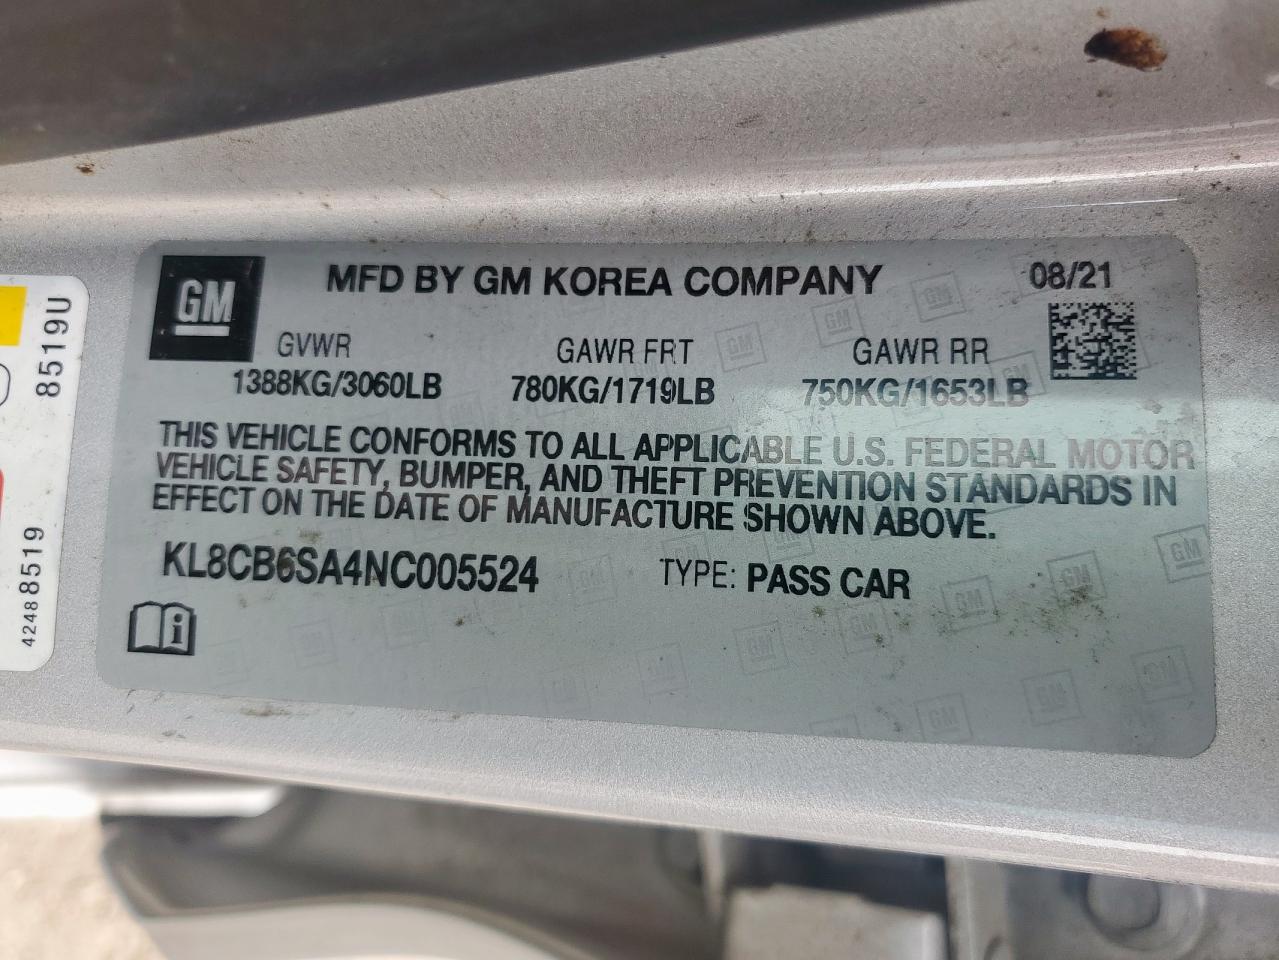 GM
MFD BY GM KOREA COMPANY
08/21
GVWR GAWR FRT GAWR RR
1388KG/3060LB 780KG/1719LB 750KG/1653LB
THIS VEHICLE CONFORMS TO ALL APPLICABLE U.S. FEDERAL MOTOR
VEHICLE SAFETY, BUMPER, AND THEFT PREVENTION STANDARDS IN
EFFECT ON THE DATE OF MANUFACTURE SHOWN ABOVE.
KL8CB6SA4NC005524 TYPE: PASS CAR
8519U
42488519